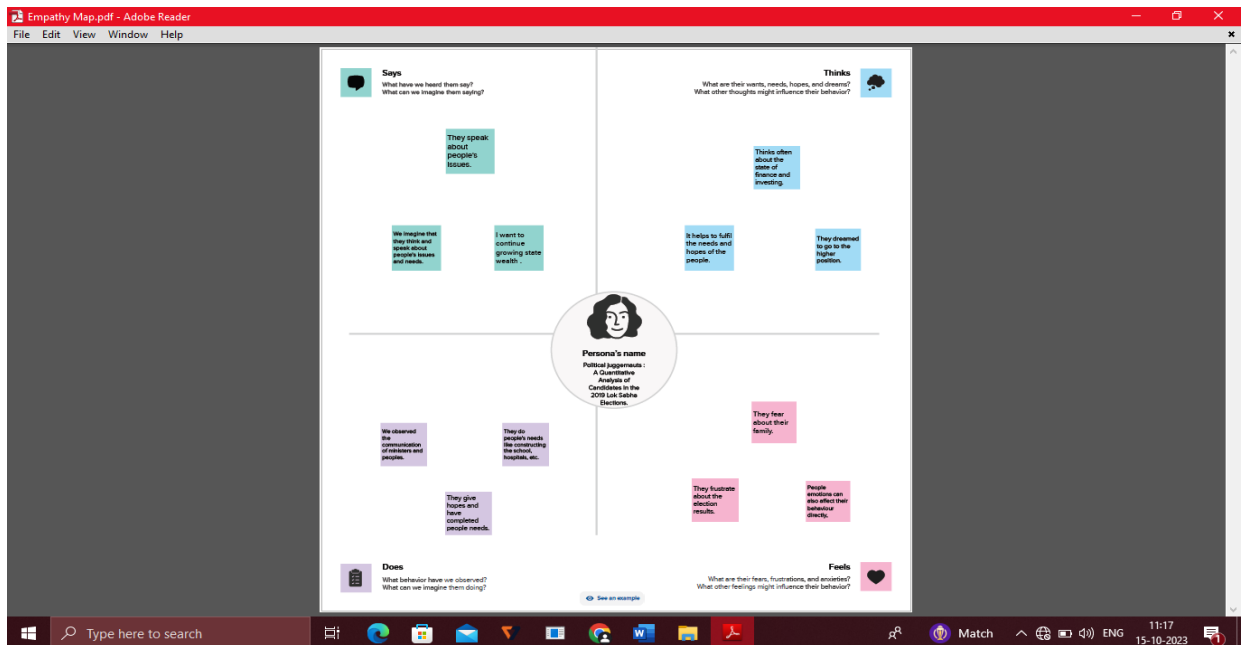 Empathy Map.pdf - Adobe Reader
File Edit View Window Help
Says
What have we heard them say?
What can we imagine them saying?
Thinks
What are their wants, needs, hopes, and dreams?
What other thoughts might influence their behavior?
They speak
about
people's
issues.
We imagine that
they think and
speak about
people's issues
and needs.
I want to
continue
growing state
wealth .
Thinks often
about the
state of
finance and
investing.
It helps to fulfil
the needs and
hopes of the
people.
They dreamed
to go to the
higher
position.
Persona's name
Political juggernauts :
A Quantitative
Analysis of
Candidates in the
2019 Lok Sabha
Elections.
We observed
the
communication
of ministers and
peoples.
They do
people's needs
like constructing
the school,
hospitals, etc.
They give
hopes and
have
completed
people needs.
They fear
about their
family.
They frustrate
about the
election
results.
People
emotions can
also affect their
behaviour
directly,
Does
What behavior have we observed?
What can we imagine them doing?
Feels
What are their fears, frustrations, and anxieties?
What other feelings might influence their behavior?
See an example
Type here to search
Match
ENG
11:17
15-10-2023
1